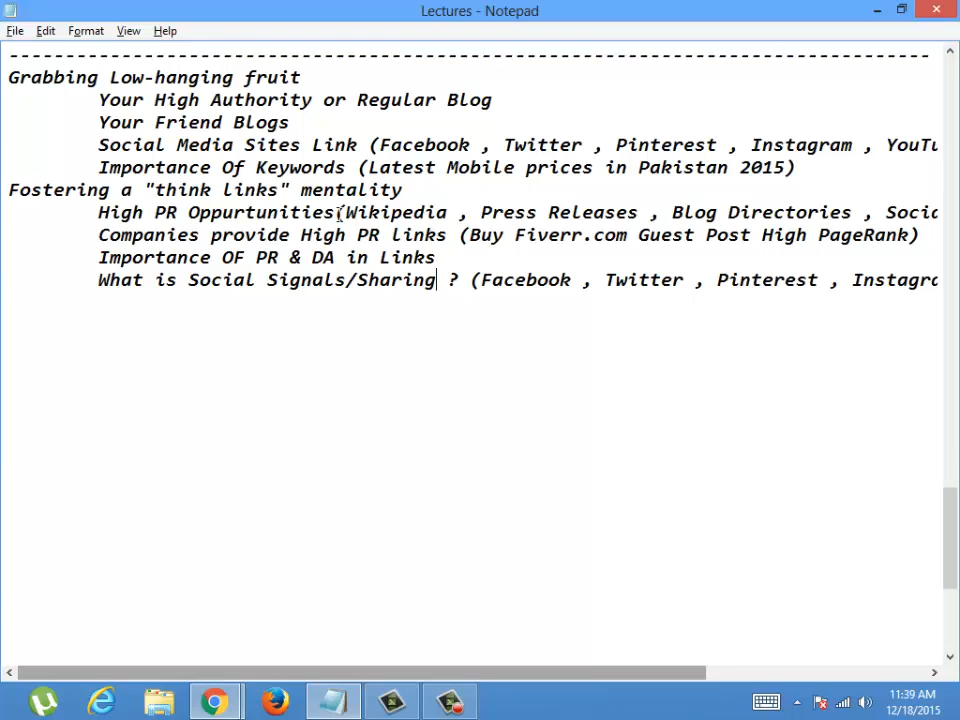 Lectures - Notepad
File Edit Format View Help
----------------------------------------------------------------------------------
Grabbing Low-hanging fruit
Your High Authority or Regular Blog
Your Friend Blogs
Social Media Sites Link (Facebook , Twitter , Pinterest , Instagram , YouTu
Importance Of Keywords (Latest Mobile prices in Pakistan 2015)
Fostering a "think links" mentality
High PR Oppurtunities(Wikipedia , Press Releases , Blog Directories , Socia
Companies provide High PR links (Buy Fiverr.com Guest Post High PageRank)
Importance OF PR & DA in Links
What is Social Signals/Sharing ? (Facebook , Twitter , Pinterest , Instagra
11:39 AM
12/18/2015